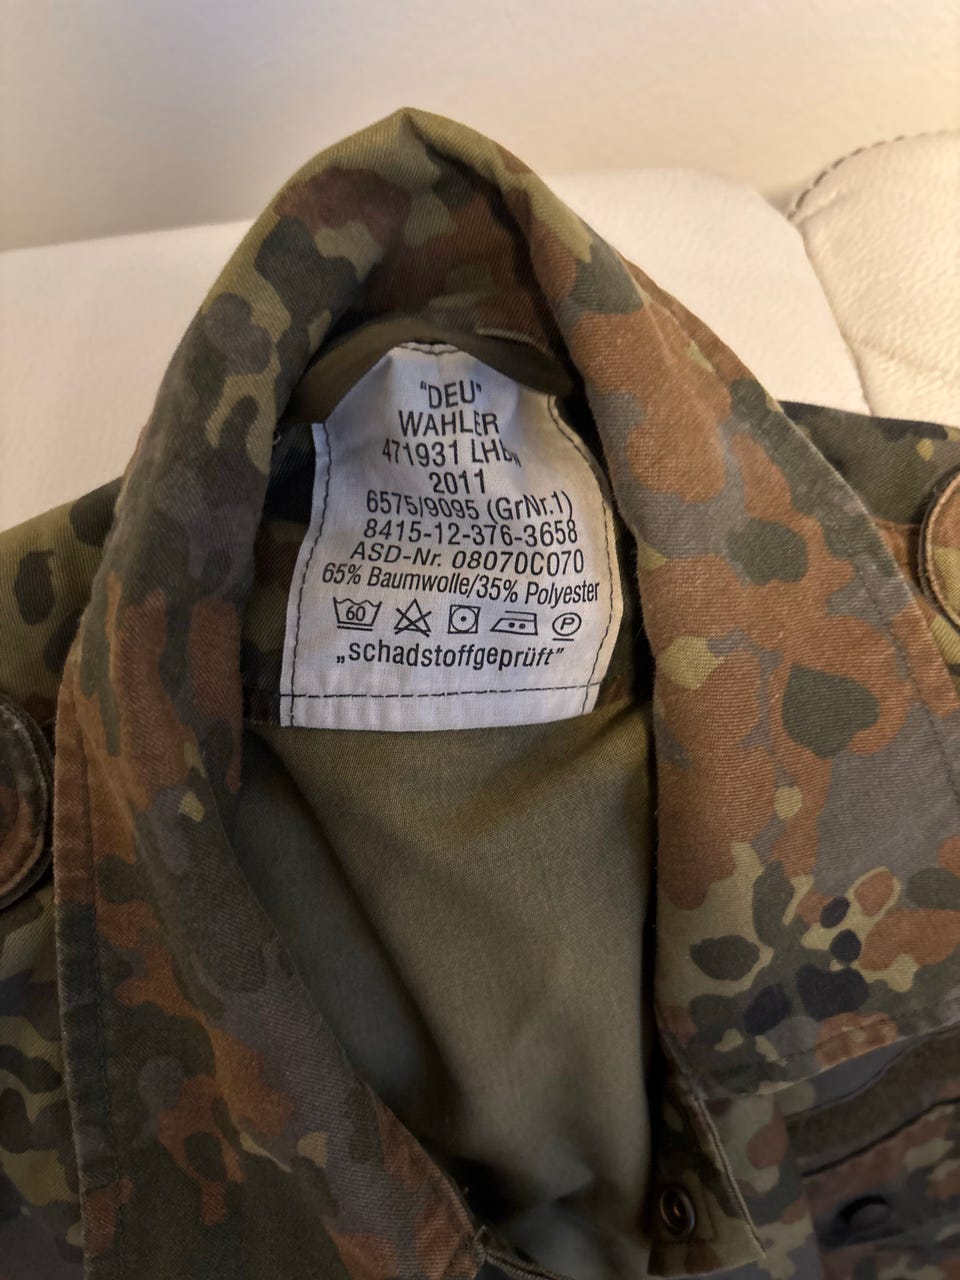 "DEU"
WAHLER
471931 LHBw
2011
6575/9095 (GrNr.1)
8415-12-376-3658
ASD-Nr. 08070C070
65% Baumwolle/35% Polyester
60 P
„schadstoffgeprüft"